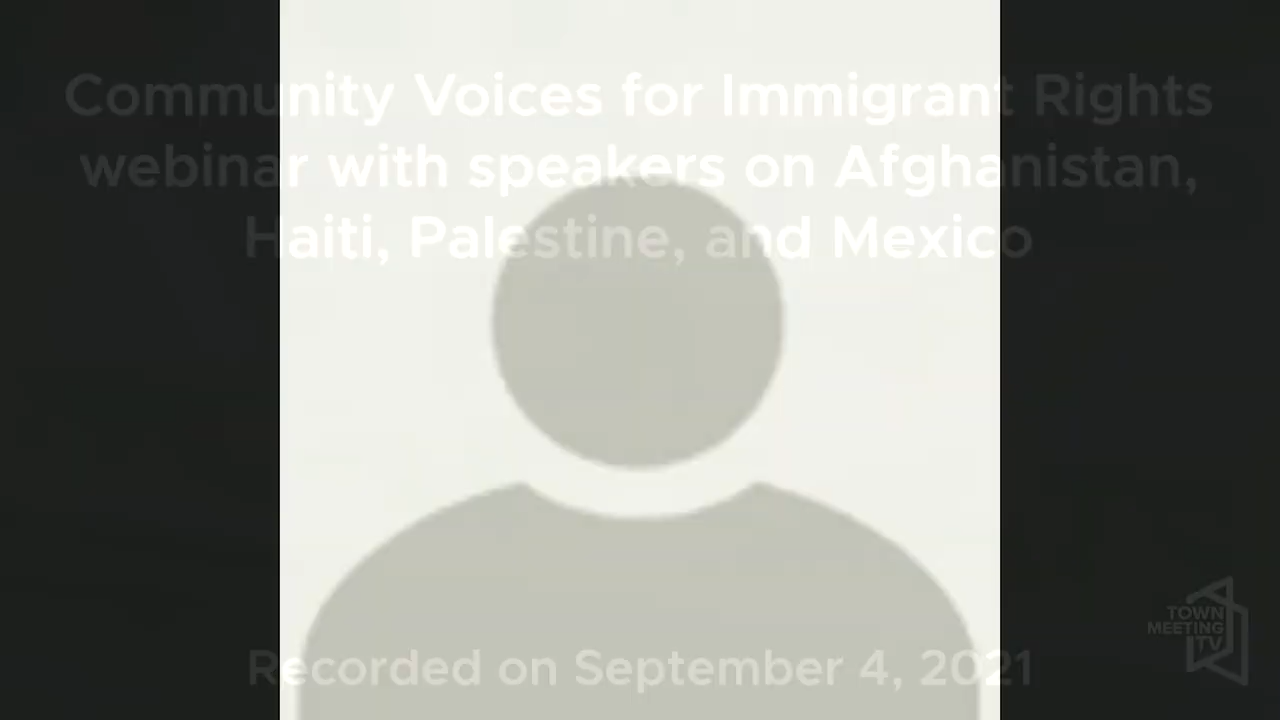 Community Voices for Immigrant Rights
webinar with speakers on Afghanistan,
Haiti, Palestine, and Mexico
Recorded on September 4, 2021
TOWN
MEETING
TV